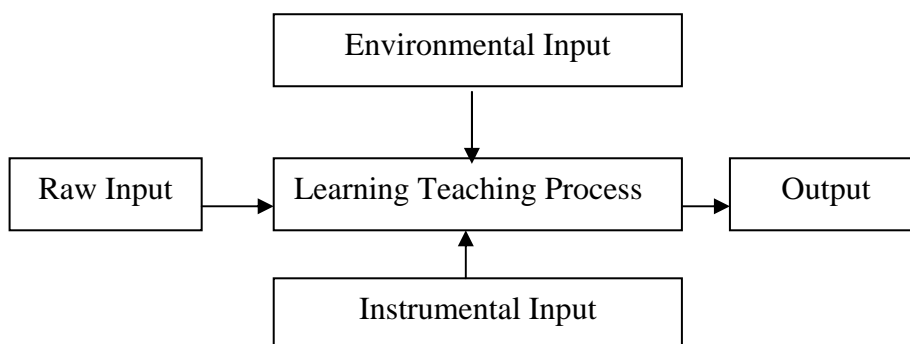 Environmental Input
Raw Input
Learning Teaching Process
Output
Instrumental Input